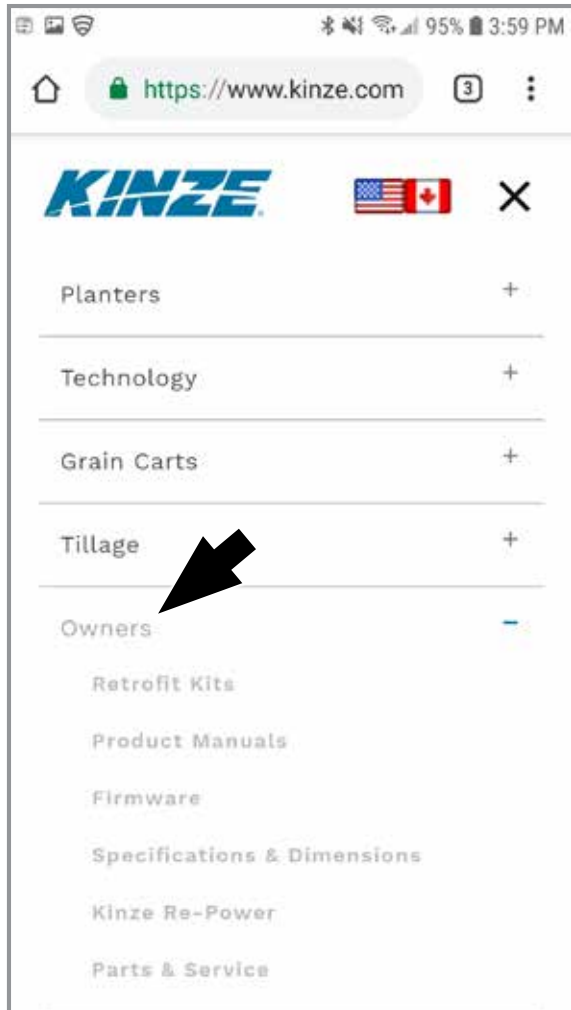 95% 3:59 PM
https://www.kinze.com 3
KINZE
Planters +
Technology +
Grain Carts +
Tillage +
Owners −
Retrofit Kits
Product Manuals
Firmware
Specifications & Dimensions
Kinze Re-Power
Parts & Service